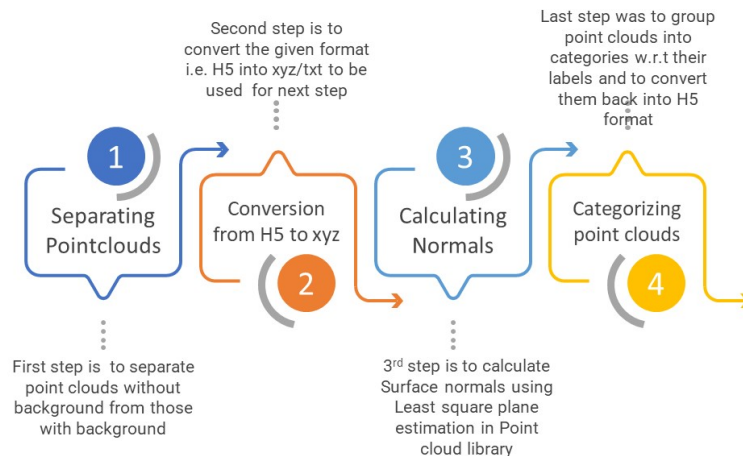 1
Separating
Pointclouds
First step is to separate
point clouds without
background from those
with background
Second step is to
convert the given format
i.e. H5 into xyz/txt to be
used for next step
Conversion
from H5 to xyz
2
3
Calculating
Normals
3rd step is to calculate
Surface normals using
Least square plane
estimation in Point
cloud library
Last step was to group
point clouds into
categories w.r.t their
labels and to convert
them back into H5
format
Categorizing
point clouds
4